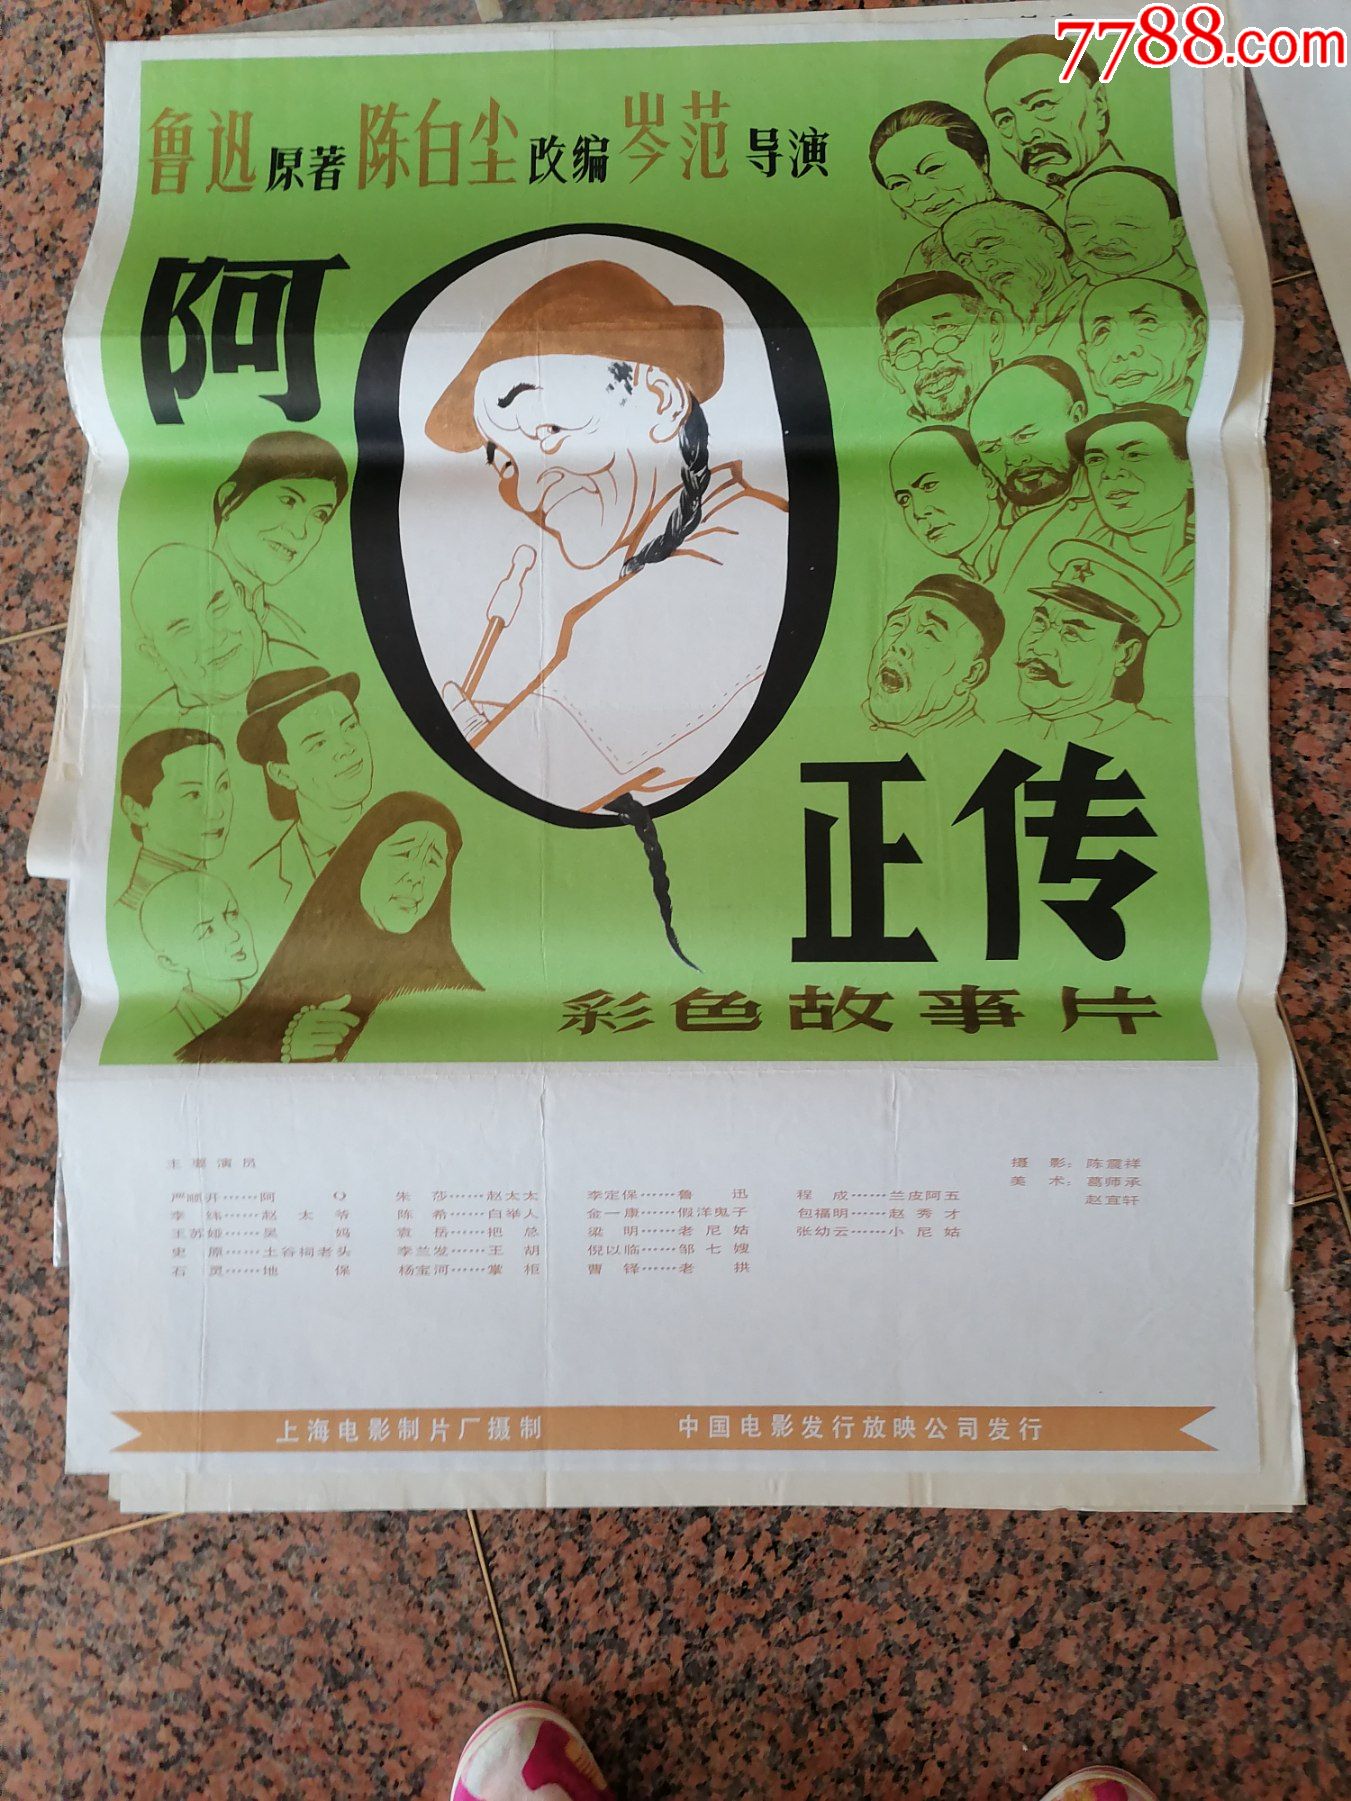 7788.com
鲁迅原著 陈白尘改编 岑范导演
阿Q
正传
彩色故事片
主要演员
严顺开……阿Q
李纬……赵太爷
王苏娅……吴妈
史原……土谷祠老头
石灵……地保
朱莎……赵太太
陈希……白举人
袁岳……把总
李兰发……王胡
杨宝河……掌柜
李定保……鲁迅
金一康……假洋鬼子
梁明……老尼姑
倪以临……邹七嫂
曹铎……老拱
程成……兰皮阿五
包福明……赵秀才
张幼云……小尼姑
摄影：陈震祥
美术：葛师承
赵宜轩
上海电影制片厂摄制 中国电影发行放映公司发行